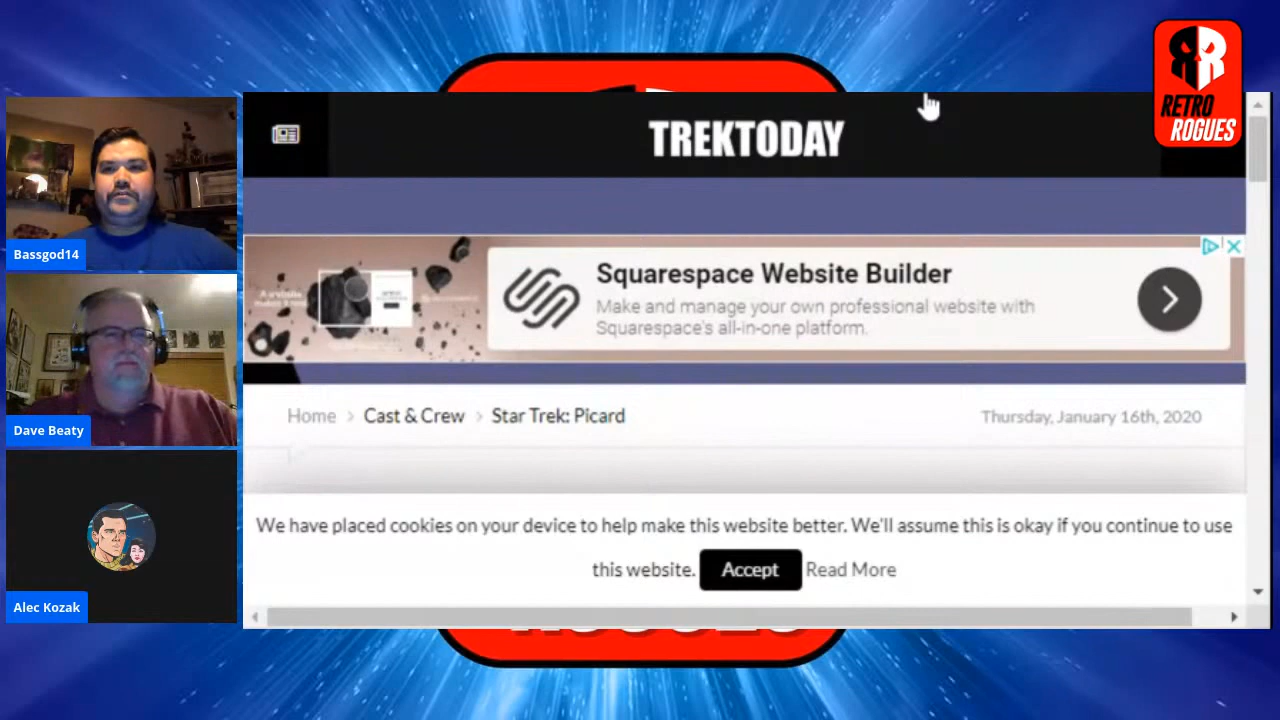 RETRO
ROGUES
TREKTODAY
Squarespace Website Builder
Make and manage your own professional website with
Squarespace's all-in-one platform.
Bassgod14
Home > Cast & Crew > Star Trek: Picard
Thursday, January 16th, 2020
Dave Beaty
We have placed cookies on your device to help make this website better. We'll assume this is okay if you continue to use
this website. Accept Read More
Alec Kozak